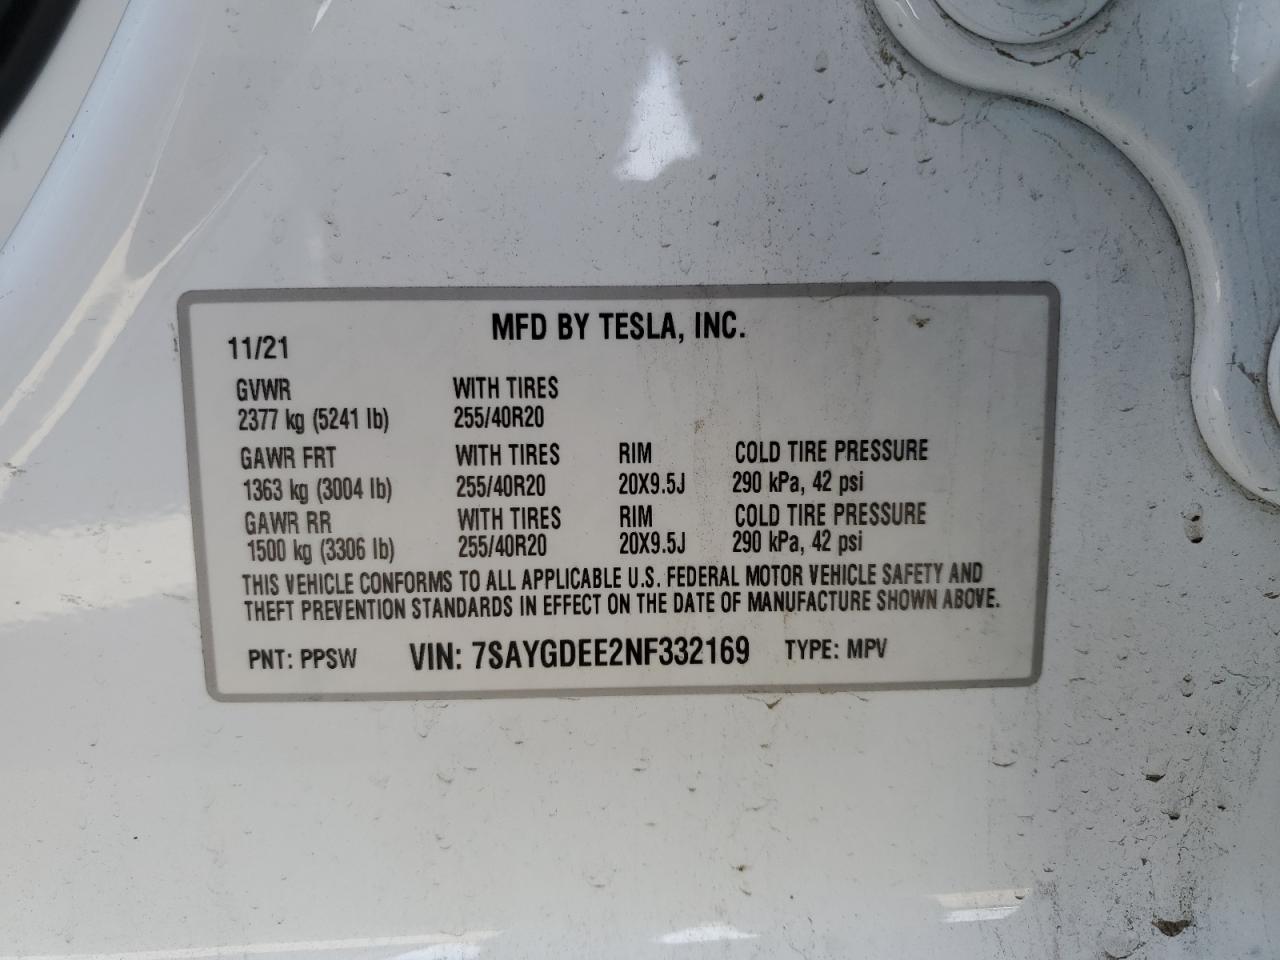 MFD BY TESLA, INC.
11/21
GVWR WITH TIRES
2377 kg (5241 lb) 255/40R20
GAWR FRT WITH TIRES RIM COLD TIRE PRESSURE
1363 kg (3004 lb) 255/40R20 20X9.5J 290 kPa, 42 psi
GAWR RR WITH TIRES RIM COLD TIRE PRESSURE
1500 kg (3306 lb) 255/40R20 20X9.5J 290 kPa, 42 psi
THIS VEHICLE CONFORMS TO ALL APPLICABLE U.S. FEDERAL MOTOR VEHICLE SAFETY AND
THEFT PREVENTION STANDARDS IN EFFECT ON THE DATE OF MANUFACTURE SHOWN ABOVE.
PNT: PPSW VIN: 7SAYGDEE2NF332169 TYPE: MPV